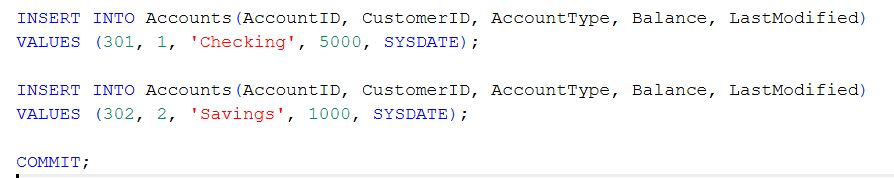 INSERT INTO Accounts(AccountID, CustomerID, AccountType, Balance, LastModified)
VALUES (301, 1, 'Checking', 5000, SYSDATE);
INSERT INTO Accounts(AccountID, CustomerID, AccountType, Balance, LastModified)
VALUES (302, 2, 'Savings', 1000, SYSDATE);
COMMIT;